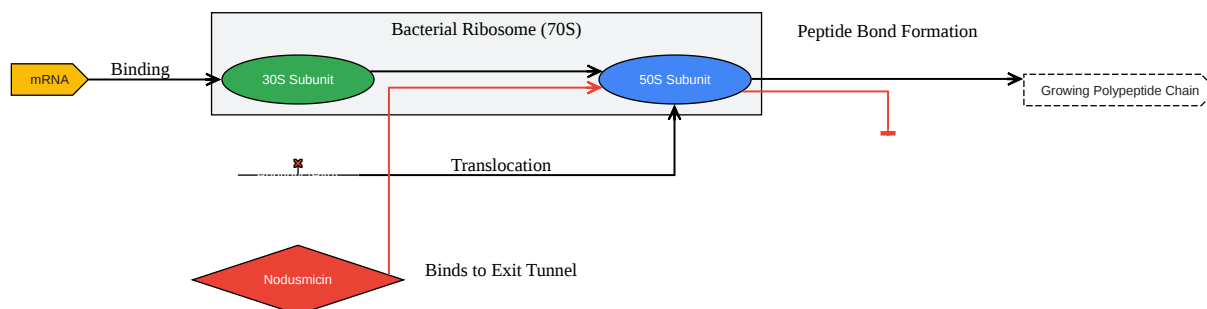 Bacterial Ribosome (70S)
Peptide Bond Formation
mRNA
Binding
30S Subunit
50S Subunit
Growing Polypeptide Chain
Translocation
Nodusmicin
Binds to Exit Tunnel